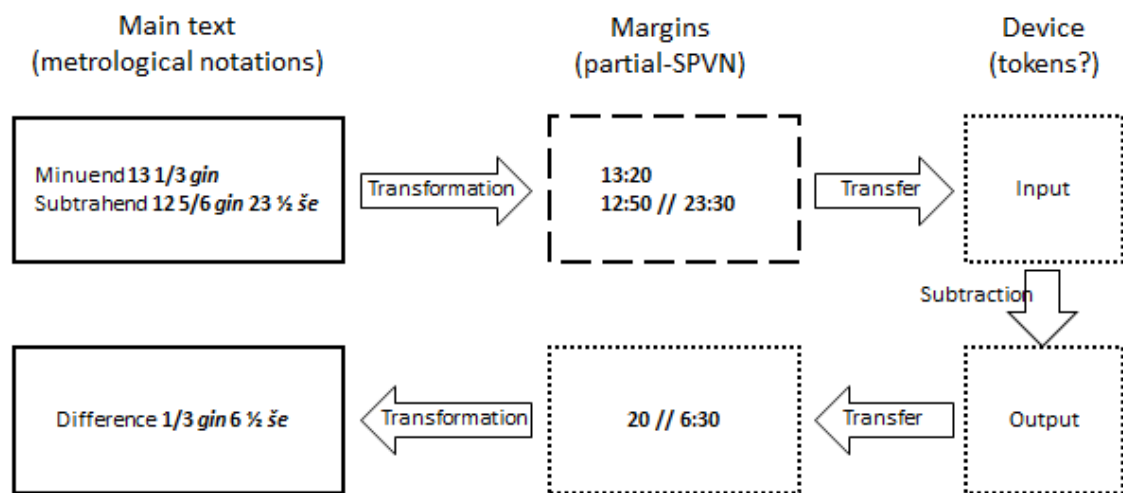 Main text
(metrological notations)
Margins
(partial-SPVN)
Device
(tokens?)
Minuend 13 1/3 gin
Subtrahend 12 5/6 gin 23 ½ še
Transformation
13:20
12:50 // 23:30
Transfer
Input
Subtraction
Difference 1/3 gin 6 ½ še
Transformation
20 // 6:30
Transfer
Output